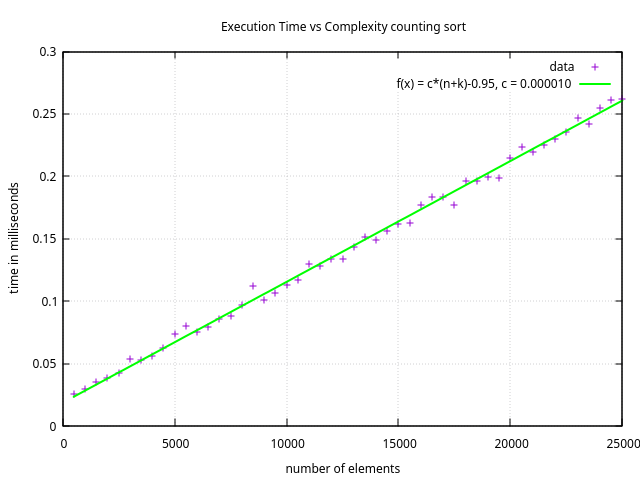 Execution Time vs Complexity counting sort
data
f(x) = c*(n+k)-0.95, c = 0.000010
0.3
0.25
0.2
0.15
0.1
0.05
0
time in milliseconds
0 5000 10000 15000 20000 25000
number of elements